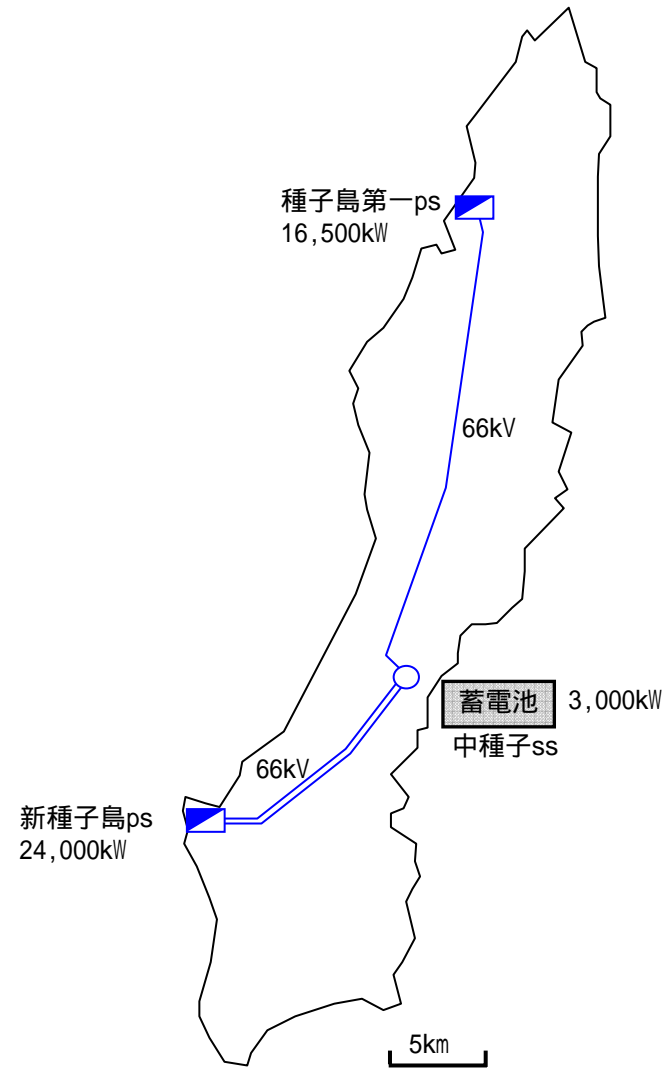 種子島第一ps
16,500kW
66kV
蓄電池
3,000kW
中種子ss
66kV
新種子島ps
24,000kW
5km